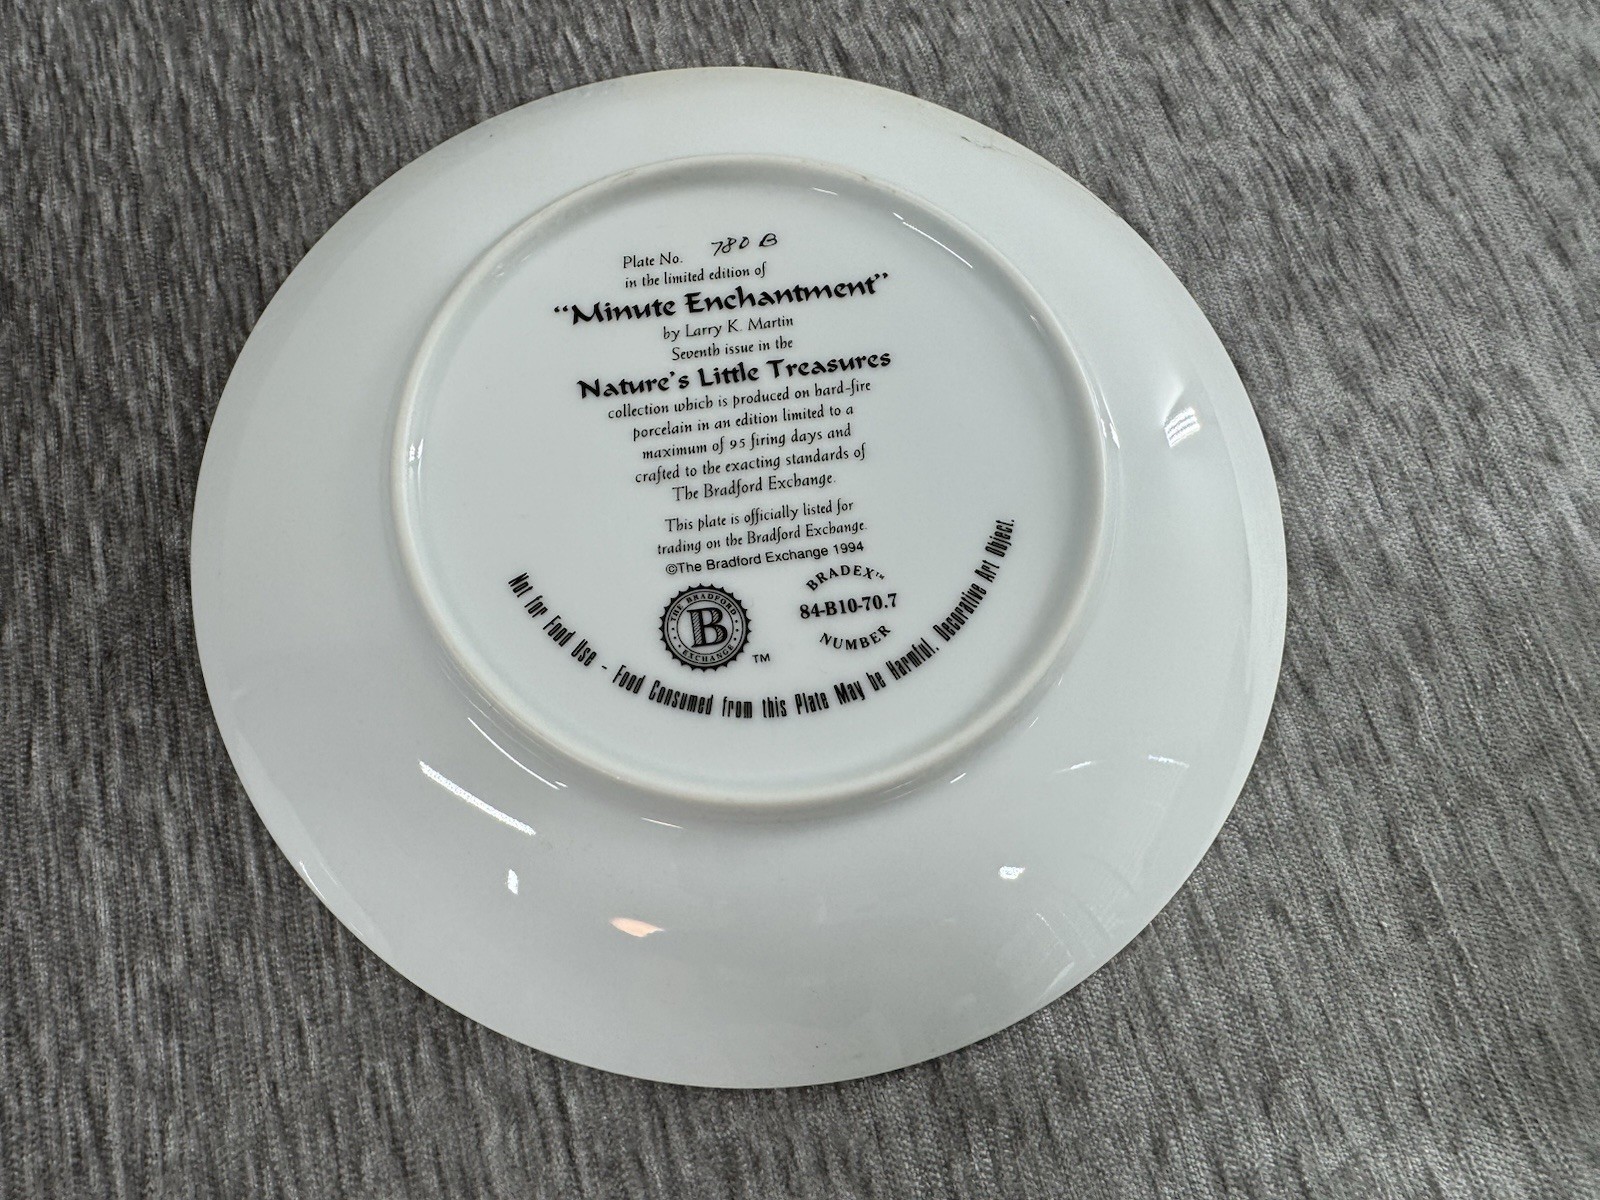 Plate No. 780 B
in the limited edition of
“Minute Enchantment”
by Larry K. Martin
Seventh issue in the
Nature's Little Treasures
collection which is produced on hard-fire
porcelain in an edition limited to a
maximum of 95 firing days and
crafted to the exacting standards of
The Bradford Exchange.
This plate is officially listed for
trading on the Bradford Exchange.
©The Bradford Exchange 1994
THE BRADFORD
B
EXCHANGE
TM
BRADEX™
84-B10-70.7
NUMBER
Not for Food Use - Food Consumed from this Plate May be Harmful. Decorative Art Object.